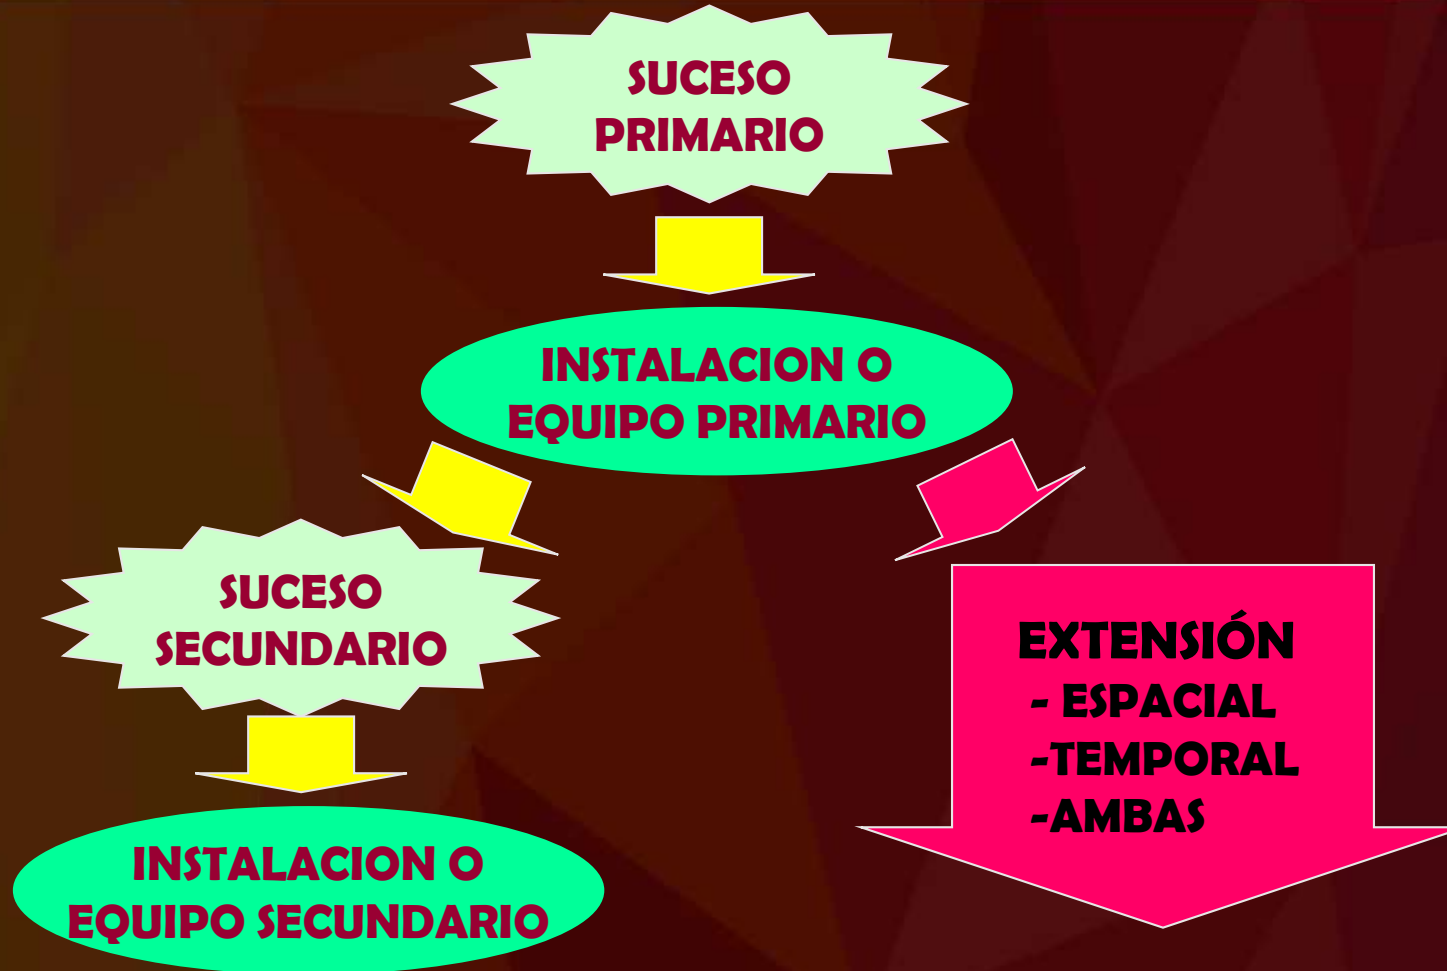 SUCESO
PRIMARIO
INSTALACION O
EQUIPO PRIMARIO
SUCESO
SECUNDARIO
INSTALACION O
EQUIPO SECUNDARIO
EXTENSIÓN
- ESPACIAL
-TEMPORAL
-AMBAS